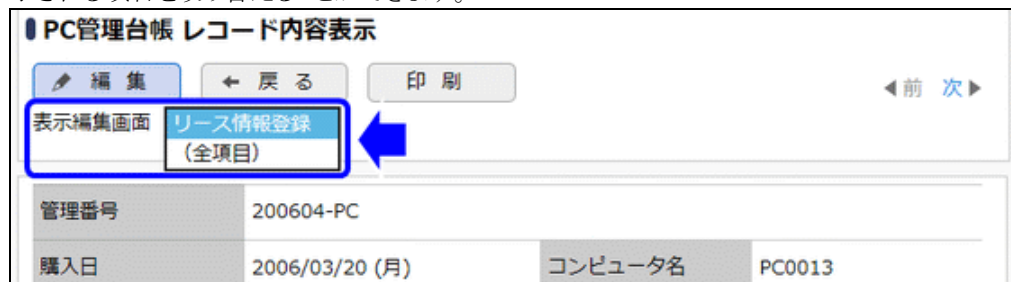 PC管理台帳 レコード内容表示
編 集 戻 る 印 刷 前 次
表示編集画面 リース情報登録
(全項目)
管理番号 200604-PC
購入日 2006/03/20 (月) コンピュータ名 PC0013